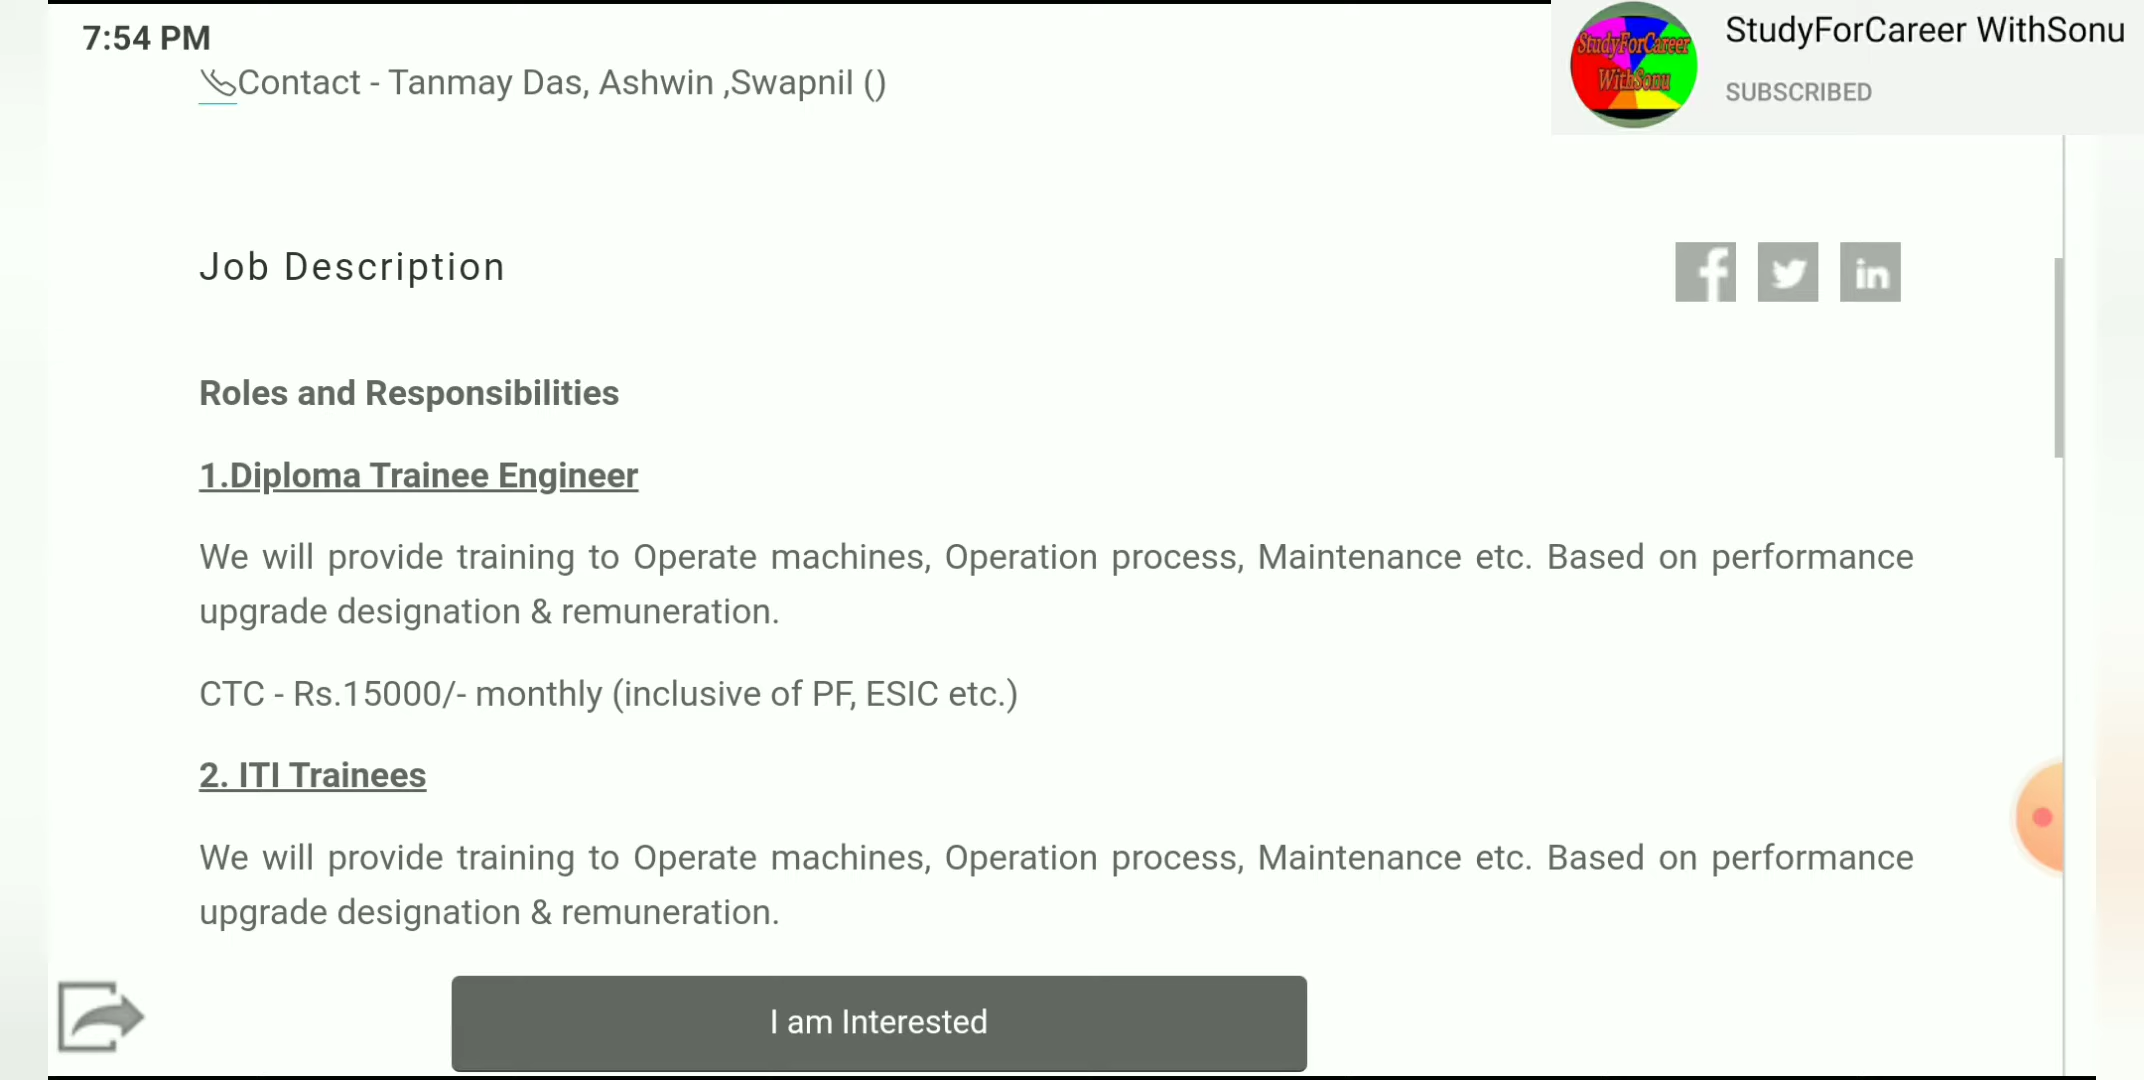 7:54 PM
StudyForCareer WithSonu
StudyForCareer
WithSonu
SUBSCRIBED
Contact - Tanmay Das, Ashwin ,Swapnil ()
Job Description
f
in
Roles and Responsibilities
1.Diploma Trainee Engineer
We will provide training to Operate machines, Operation process, Maintenance etc. Based on performance
upgrade designation & remuneration.
CTC - Rs.15000/- monthly (inclusive of PF, ESIC etc.)
2. ITI Trainees
We will provide training to Operate machines, Operation process, Maintenance etc. Based on performance
upgrade designation & remuneration.
I am Interested